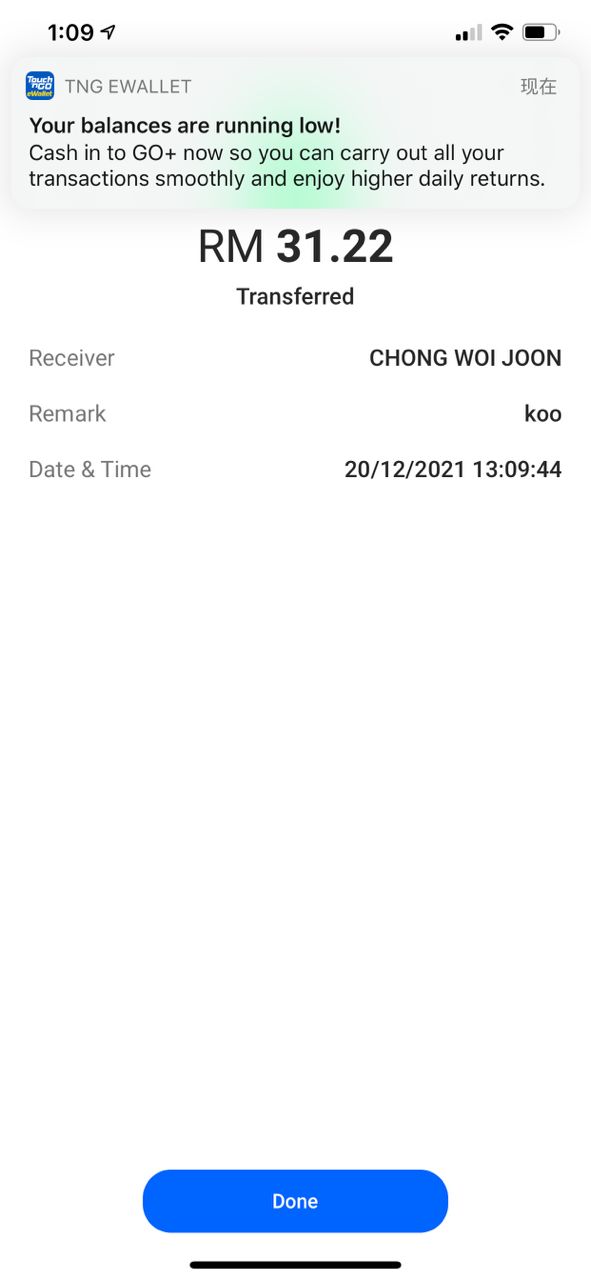 1:09
Touch
'nGO
eWallet
TNG EWALLET
现在
Your balances are running low!
Cash in to GO+ now so you can carry out all your
transactions smoothly and enjoy higher daily returns.
RM 31.22
Transferred
Receiver CHONG WOI JOON
Remark koo
Date & Time 20/12/2021 13:09:44
Done